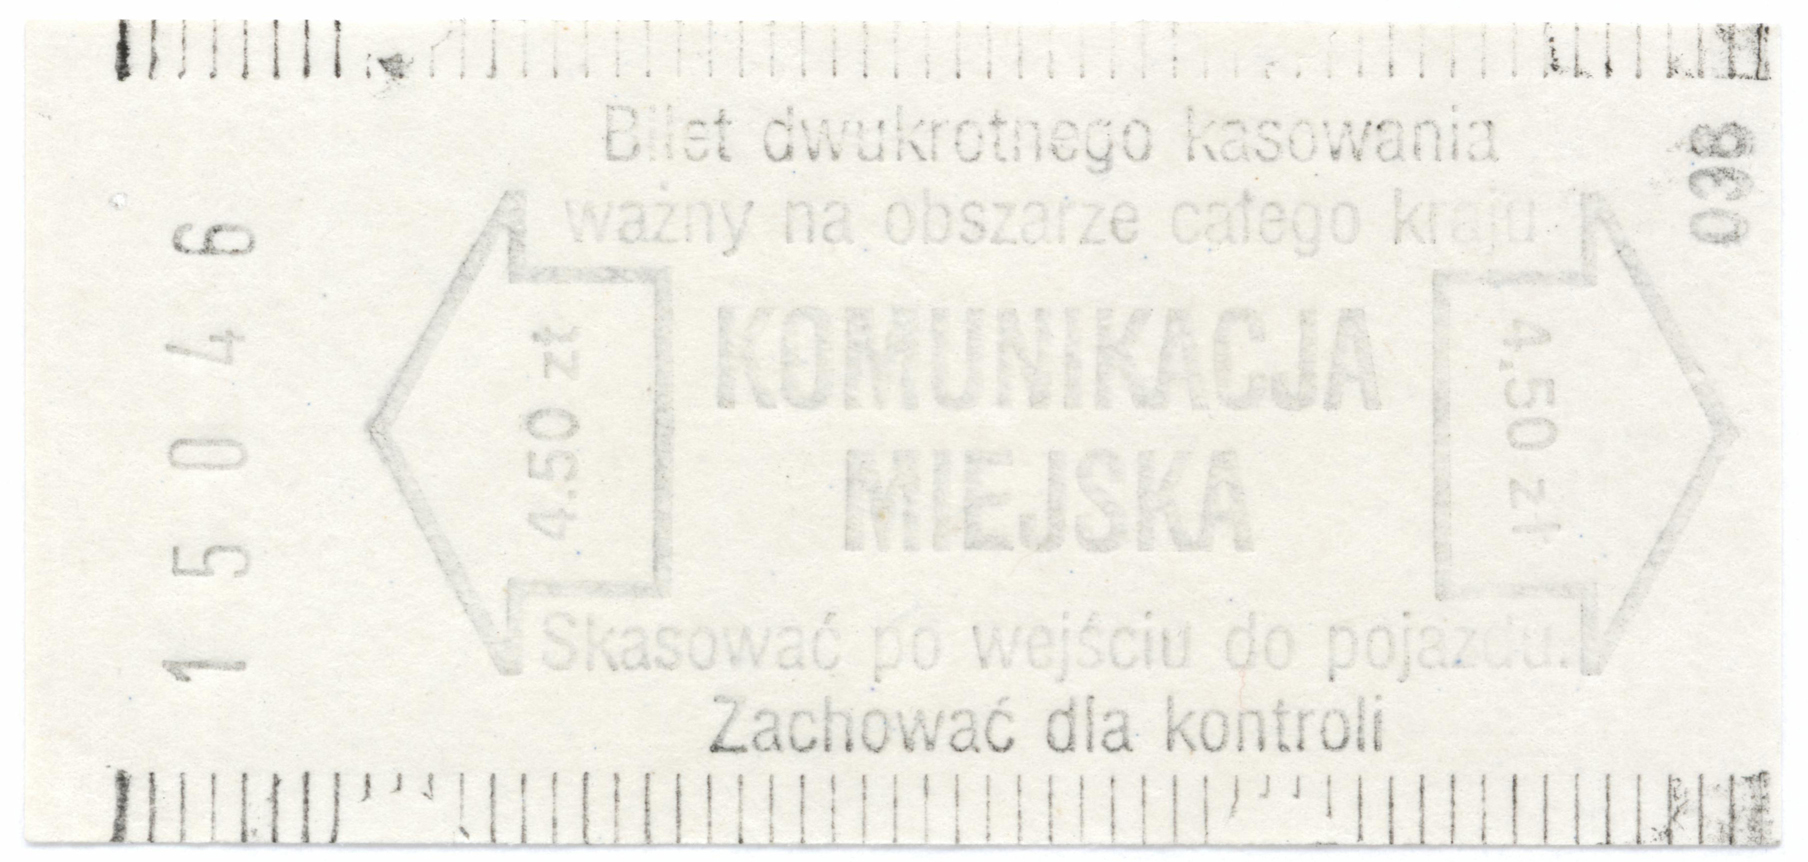 Bilet dwukrotnego kasowania
ważny na obszarze całego kraju
KOMUNIKACJA
MIEJSKA
4.50 zł
4,50 zł
Skasować po wejściu do pojazdu.
Zachować dla kontroli
150446
038